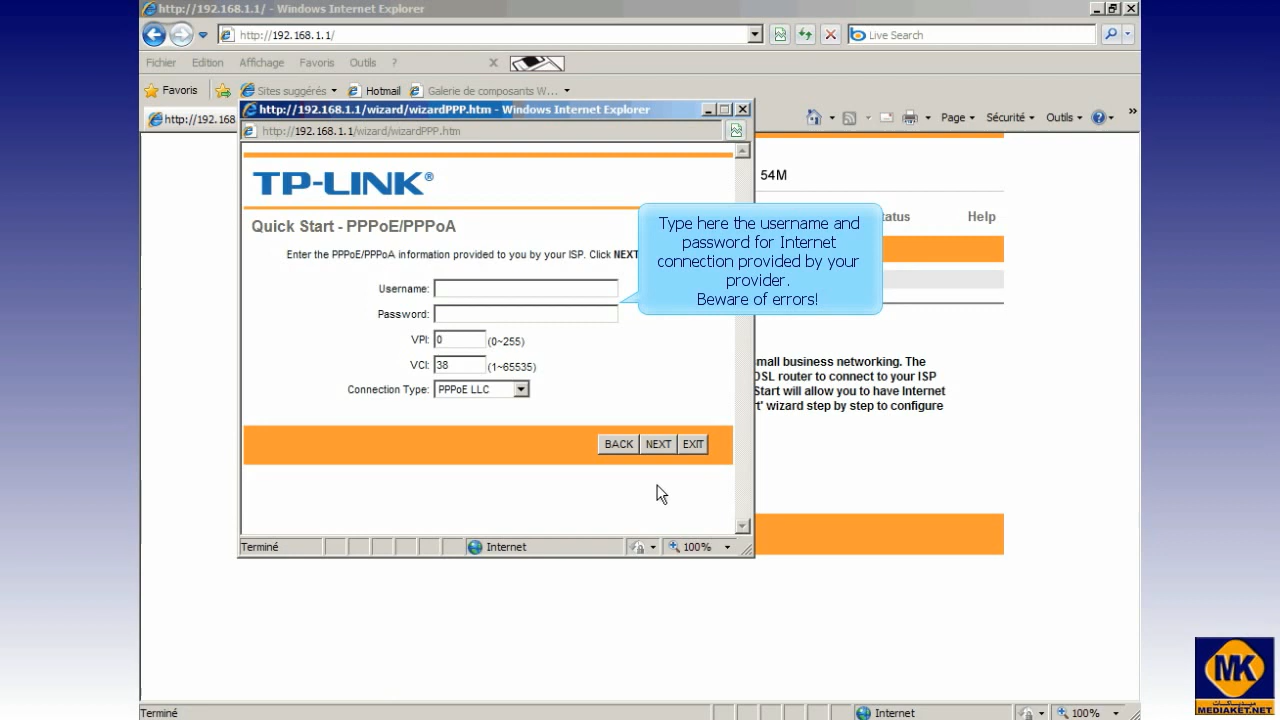 http://192.168.1.1/ - Windows Internet Explorer
http://192.168.1.1/
Live Search
Fichier Edition Affichage Favoris Outils ?
X
Favoris Sites suggérés Hotmail Galerie de composants W...
http://192.168
Page Sécurité Outils
http://192.168.1.1/wizard/wizardPPP.htm - Windows Internet Explorer
http://192.168.1.1/wizard/wizardPPP.htm
TP-LINK®
54M
Quick Start - PPPoE/PPPoA
atus Help
Type here the username and
password for Internet
connection provided by your
provider.
Beware of errors!
Enter the PPPoE/PPPoA information provided to you by your ISP. Click NEXT
Username:
Password:
VPI: 0 (0~255)
VCI: 38 (1~65535)
Connection Type: PPPoE LLC
mall business networking. The
DSL router to connect to your ISP
Start will allow you to have Internet
t' wizard step by step to configure
BACK NEXT EXIT
Terminé Internet 100%
Terminé Internet 100%
MK
ميدياكات
MEDIAKET.NET